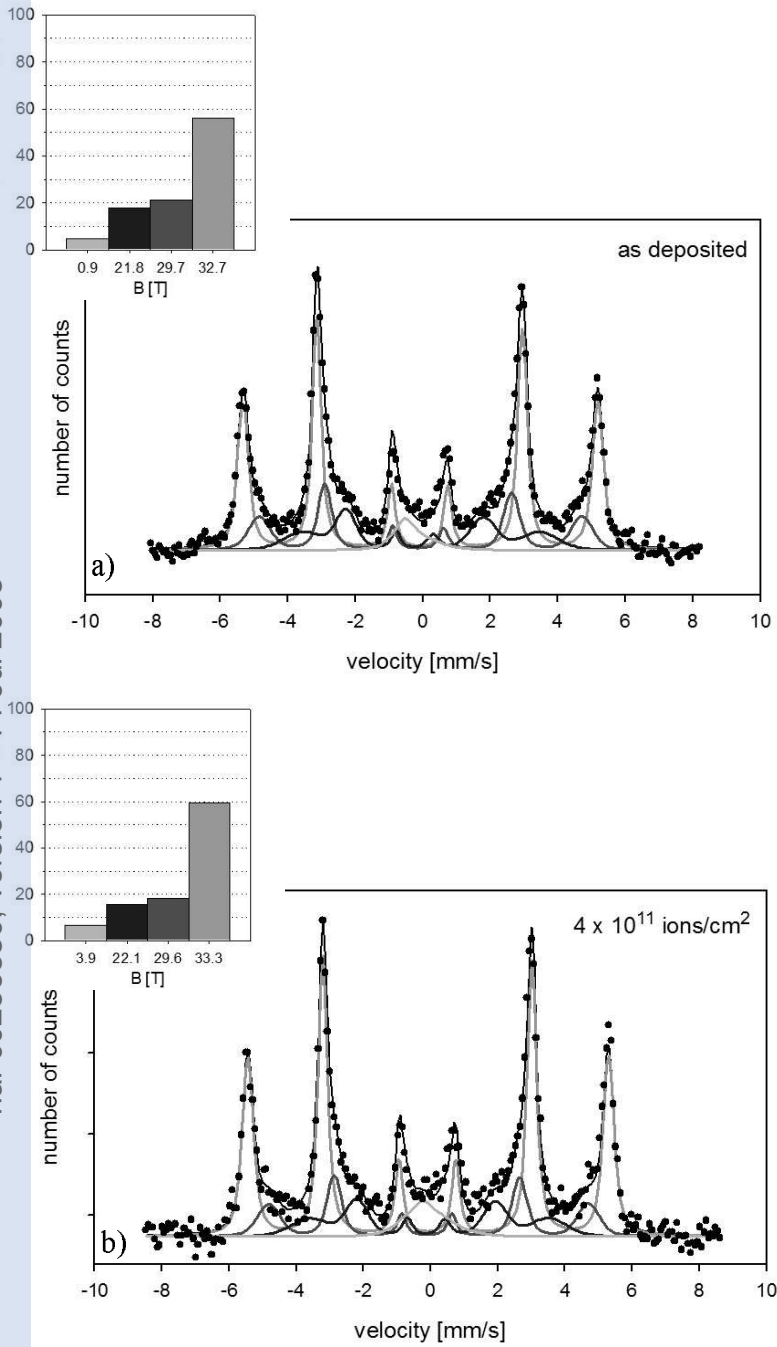 100
80
60
40
20
0
0.9 21.8 29.7 32.7
B [T]
as deposited
number of counts
a)
-10 -8 -6 -4 -2 0 2 4 6 8 10
velocity [mm/s]
100
80
60
40
20
0
3.9 22.1 29.6 33.3
B [T]
4 x 10¹¹ ions/cm²
number of counts
b)
-10 -8 -6 -4 -2 0 2 4 6 8 10
velocity [mm/s]